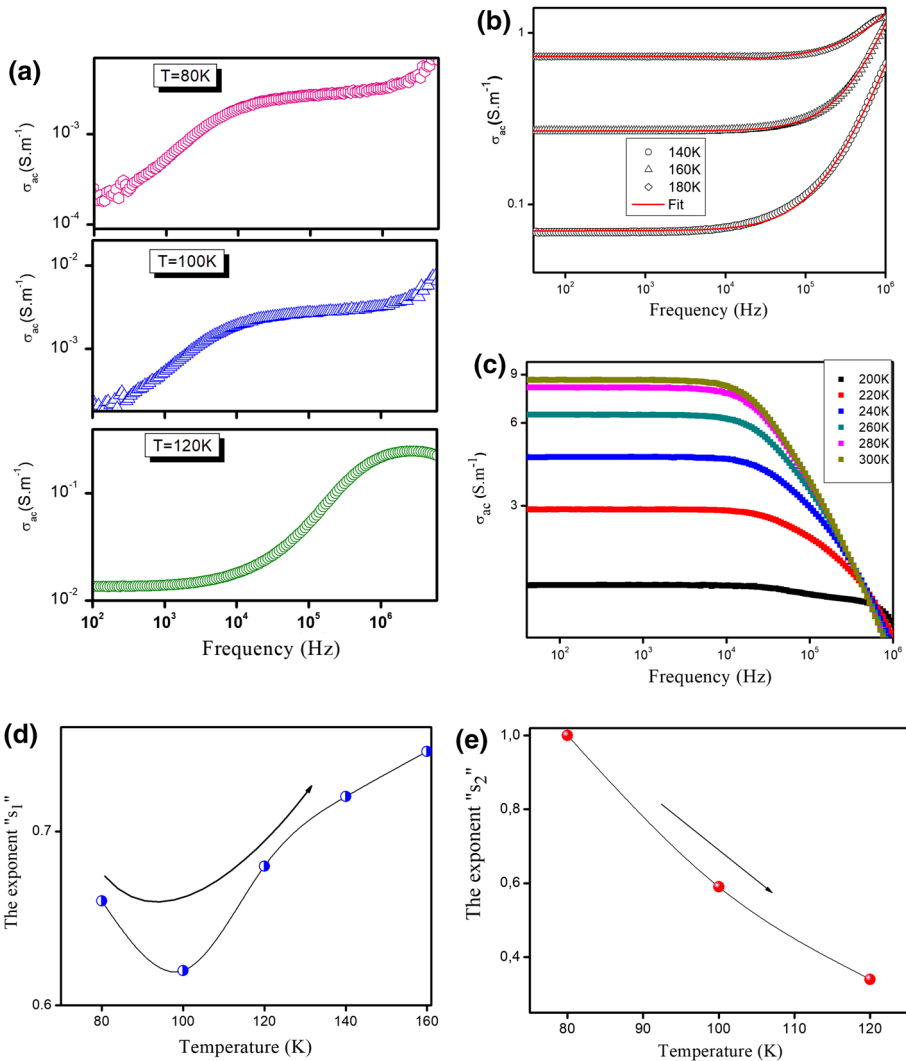 (a)
T=80K
10⁻³
10⁻⁴
σac(S.m⁻¹)
T=100K
10⁻²
10⁻³
σac(S.m⁻¹)
T=120K
10⁻¹
10⁻²
σac(S.m⁻¹)
10² 10³ 10⁴ 10⁵ 10⁶
Frequency (Hz)
(b)
1
0.1
σac(S.m⁻¹)
140K
160K
180K
Fit
10² 10³ 10⁴ 10⁵ 10⁶
Frequency (Hz)
(c)
9
6
3
σac (S.m⁻¹)
200K
220K
240K
260K
280K
300K
10² 10³ 10⁴ 10⁵ 10⁶
Frequency (Hz)
(d)
0.7
0.6
The exponent "s₁"
80 100 120 140 160
Temperature (K)
(e)
1,0
0,8
0,6
0,4
The exponent "s₂"
80 90 100 110 120
Temperature (K)